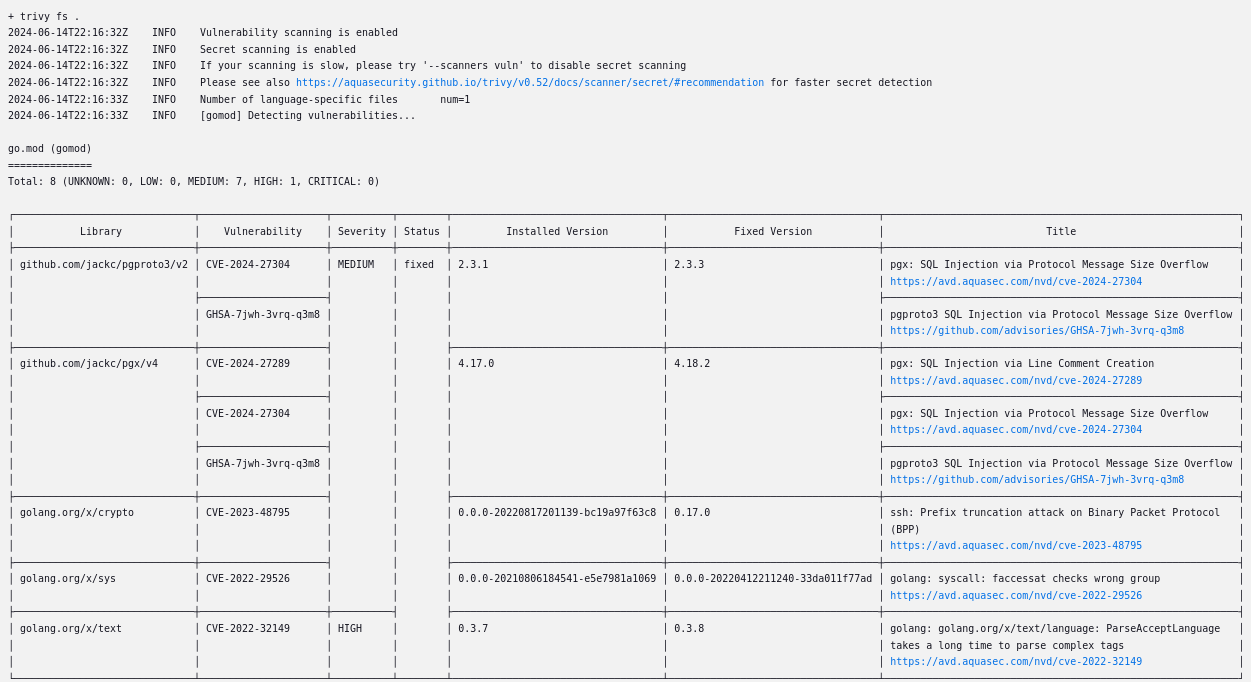 + trivy fs .
2024-06-14T22:16:32Z    INFO    Vulnerability scanning is enabled
2024-06-14T22:16:32Z    INFO    Secret scanning is enabled
2024-06-14T22:16:32Z    INFO    If your scanning is slow, please try '--scanners vuln' to disable secret scanning
2024-06-14T22:16:32Z    INFO    Please see also https://aquasecurity.github.io/trivy/v0.52/docs/scanner/secret/#recommendation for faster secret detection
2024-06-14T22:16:33Z    INFO    Number of language-specific files       num=1
2024-06-14T22:16:33Z    INFO    [gomod] Detecting vulnerabilities...
go.mod (gomod)
==============
Total: 8 (UNKNOWN: 0, LOW: 0, MEDIUM: 7, HIGH: 1, CRITICAL: 0)
Library Vulnerability Severity Status Installed Version Fixed Version Title
github.com/jackc/pgproto3/v2 CVE-2024-27304 MEDIUM fixed 2.3.1 2.3.3 pgx: SQL Injection via Protocol Message Size Overflow
https://avd.aquasec.com/nvd/cve-2024-27304
GHSA-7jwh-3vrq-q3m8 pgproto3 SQL Injection via Protocol Message Size Overflow
https://github.com/advisories/GHSA-7jwh-3vrq-q3m8
github.com/jackc/pgx/v4 CVE-2024-27289 4.17.0 4.18.2 pgx: SQL Injection via Line Comment Creation
https://avd.aquasec.com/nvd/cve-2024-27289
CVE-2024-27304 pgx: SQL Injection via Protocol Message Size Overflow
https://avd.aquasec.com/nvd/cve-2024-27304
GHSA-7jwh-3vrq-q3m8 pgproto3 SQL Injection via Protocol Message Size Overflow
https://github.com/advisories/GHSA-7jwh-3vrq-q3m8
golang.org/x/crypto CVE-2023-48795 0.0.0-20220817201139-bc19a97f63c8 0.17.0 ssh: Prefix truncation attack on Binary Packet Protocol
(BPP)
https://avd.aquasec.com/nvd/cve-2023-48795
golang.org/x/sys CVE-2022-29526 0.0.0-20210806184541-e5e7981a1069 0.0.0-20220412211240-33da011f77ad golang: syscall: faccessat checks wrong group
https://avd.aquasec.com/nvd/cve-2022-29526
golang.org/x/text CVE-2022-32149 HIGH 0.3.7 0.3.8 golang: golang.org/x/text/language: ParseAcceptLanguage
takes a long time to parse complex tags
https://avd.aquasec.com/nvd/cve-2022-32149